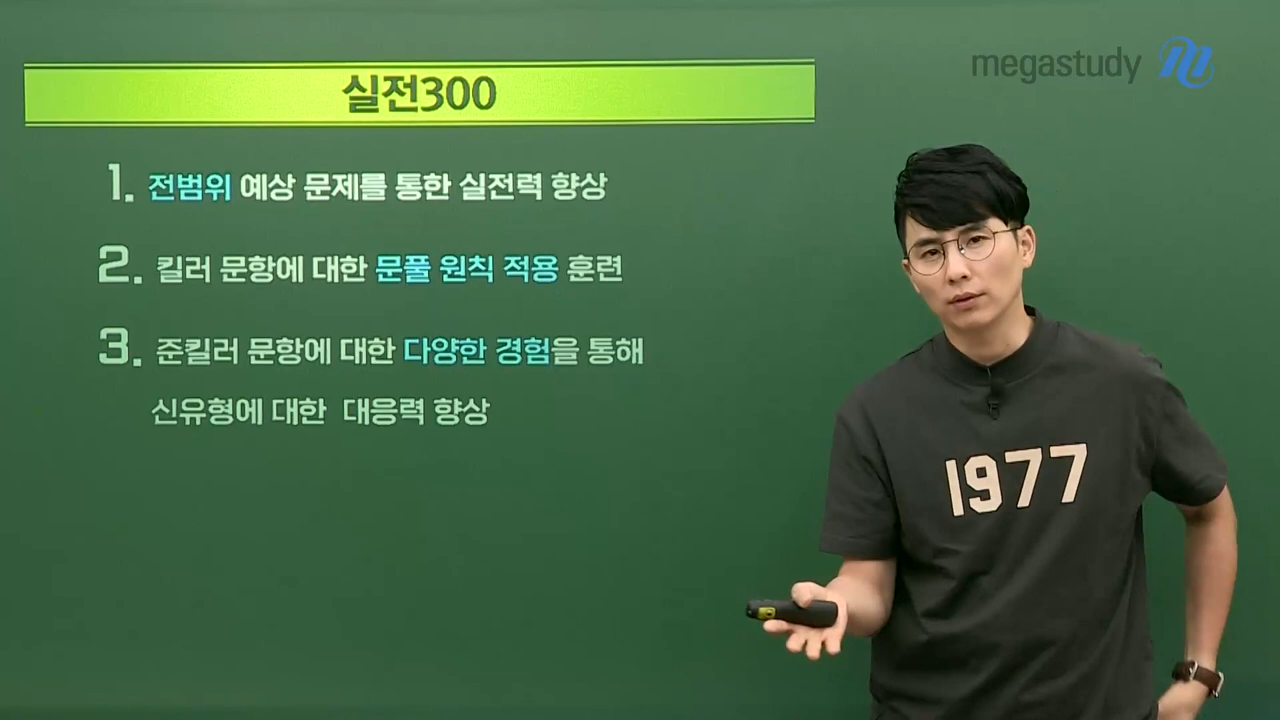 megastudy
실전300
1. 전범위 예상 문제를 통한 실전력 향상
2. 킬러 문항에 대한 문풀 원칙 적용 훈련
3. 준킬러 문항에 대한 다양한 경험을 통해
신유형에 대한 대응력 향상
1977